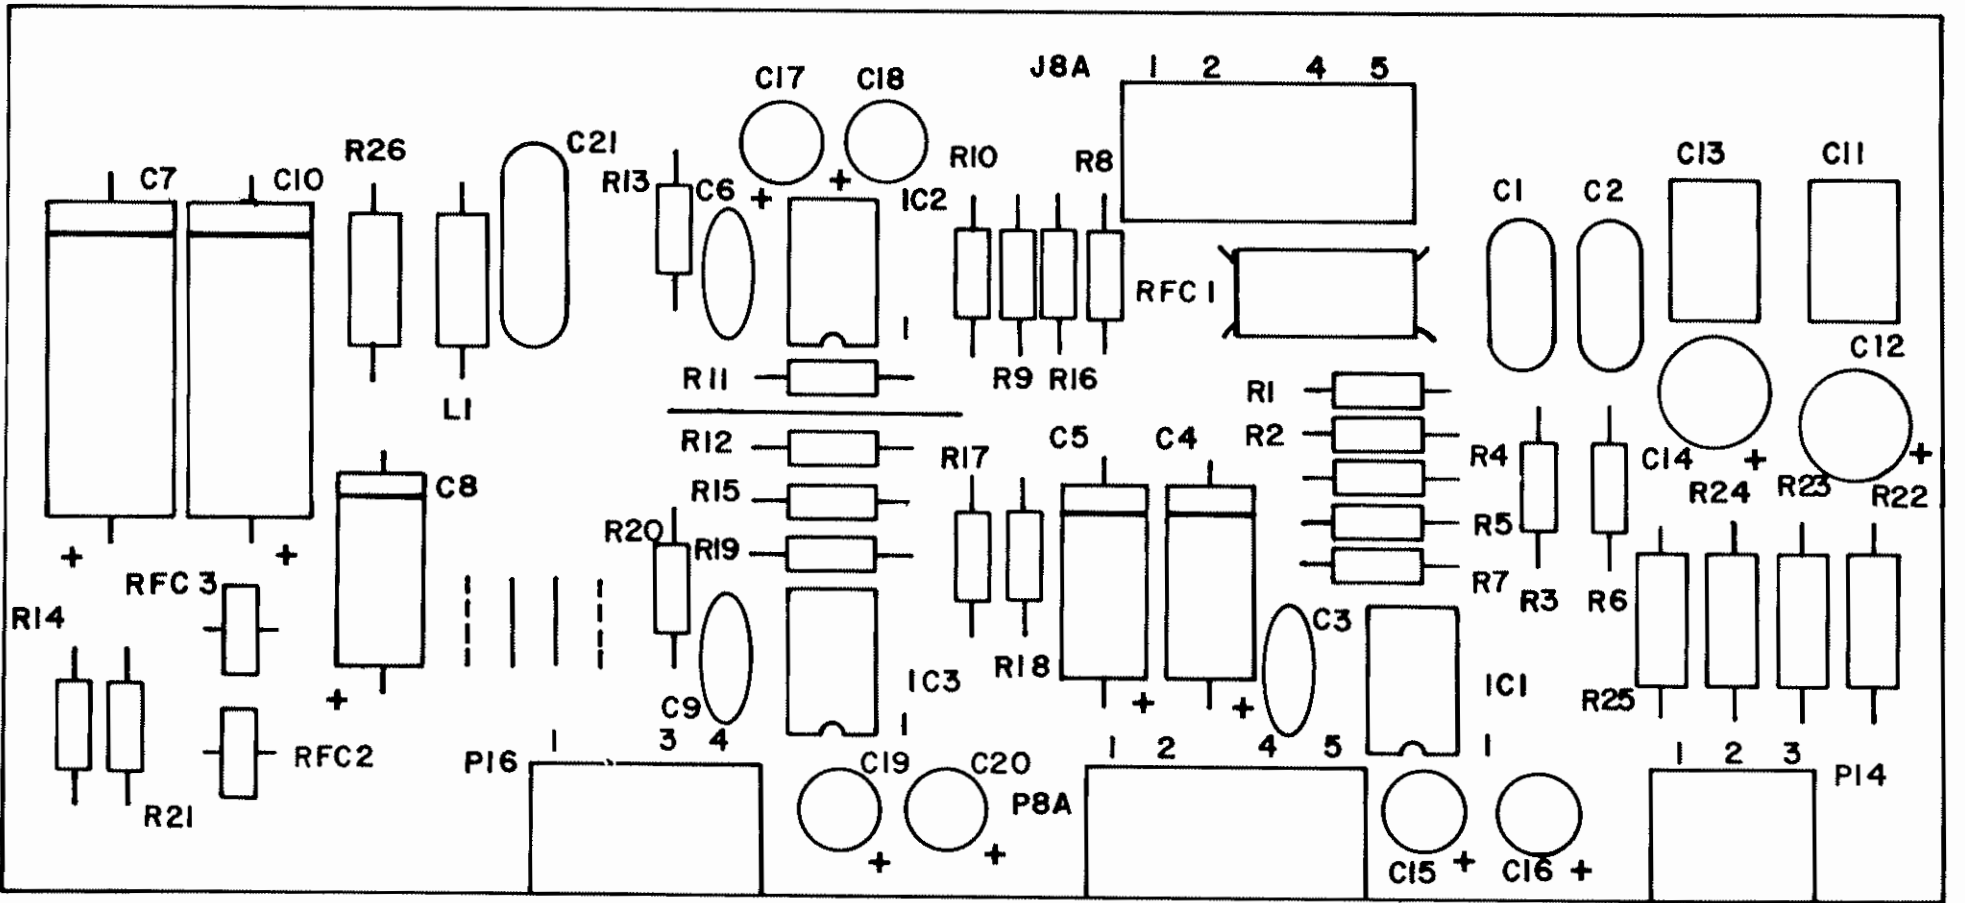 J8A 1 2 4 5
C17 C18
R26 C21 R10 R8 C13 C11
C7 C10 R13 C6 + + IC2 C1 C2
RFC1
1
C12
R11 R9 R16 R1
L1
R12 R17 C5 C4 R2 R4 C14 + +
C8 R15 R24 R23 R22
R20 R19 R5
+ + RFC3 R7
R14 C3 R3 R6
R18 IC3 IC1
+ C9 + + R25
1 3 4 1 1 2 4 5 1 1 2 3
RFC2 P16 C19 C20 P14
R21 P8A
+ + C15 + C16 +